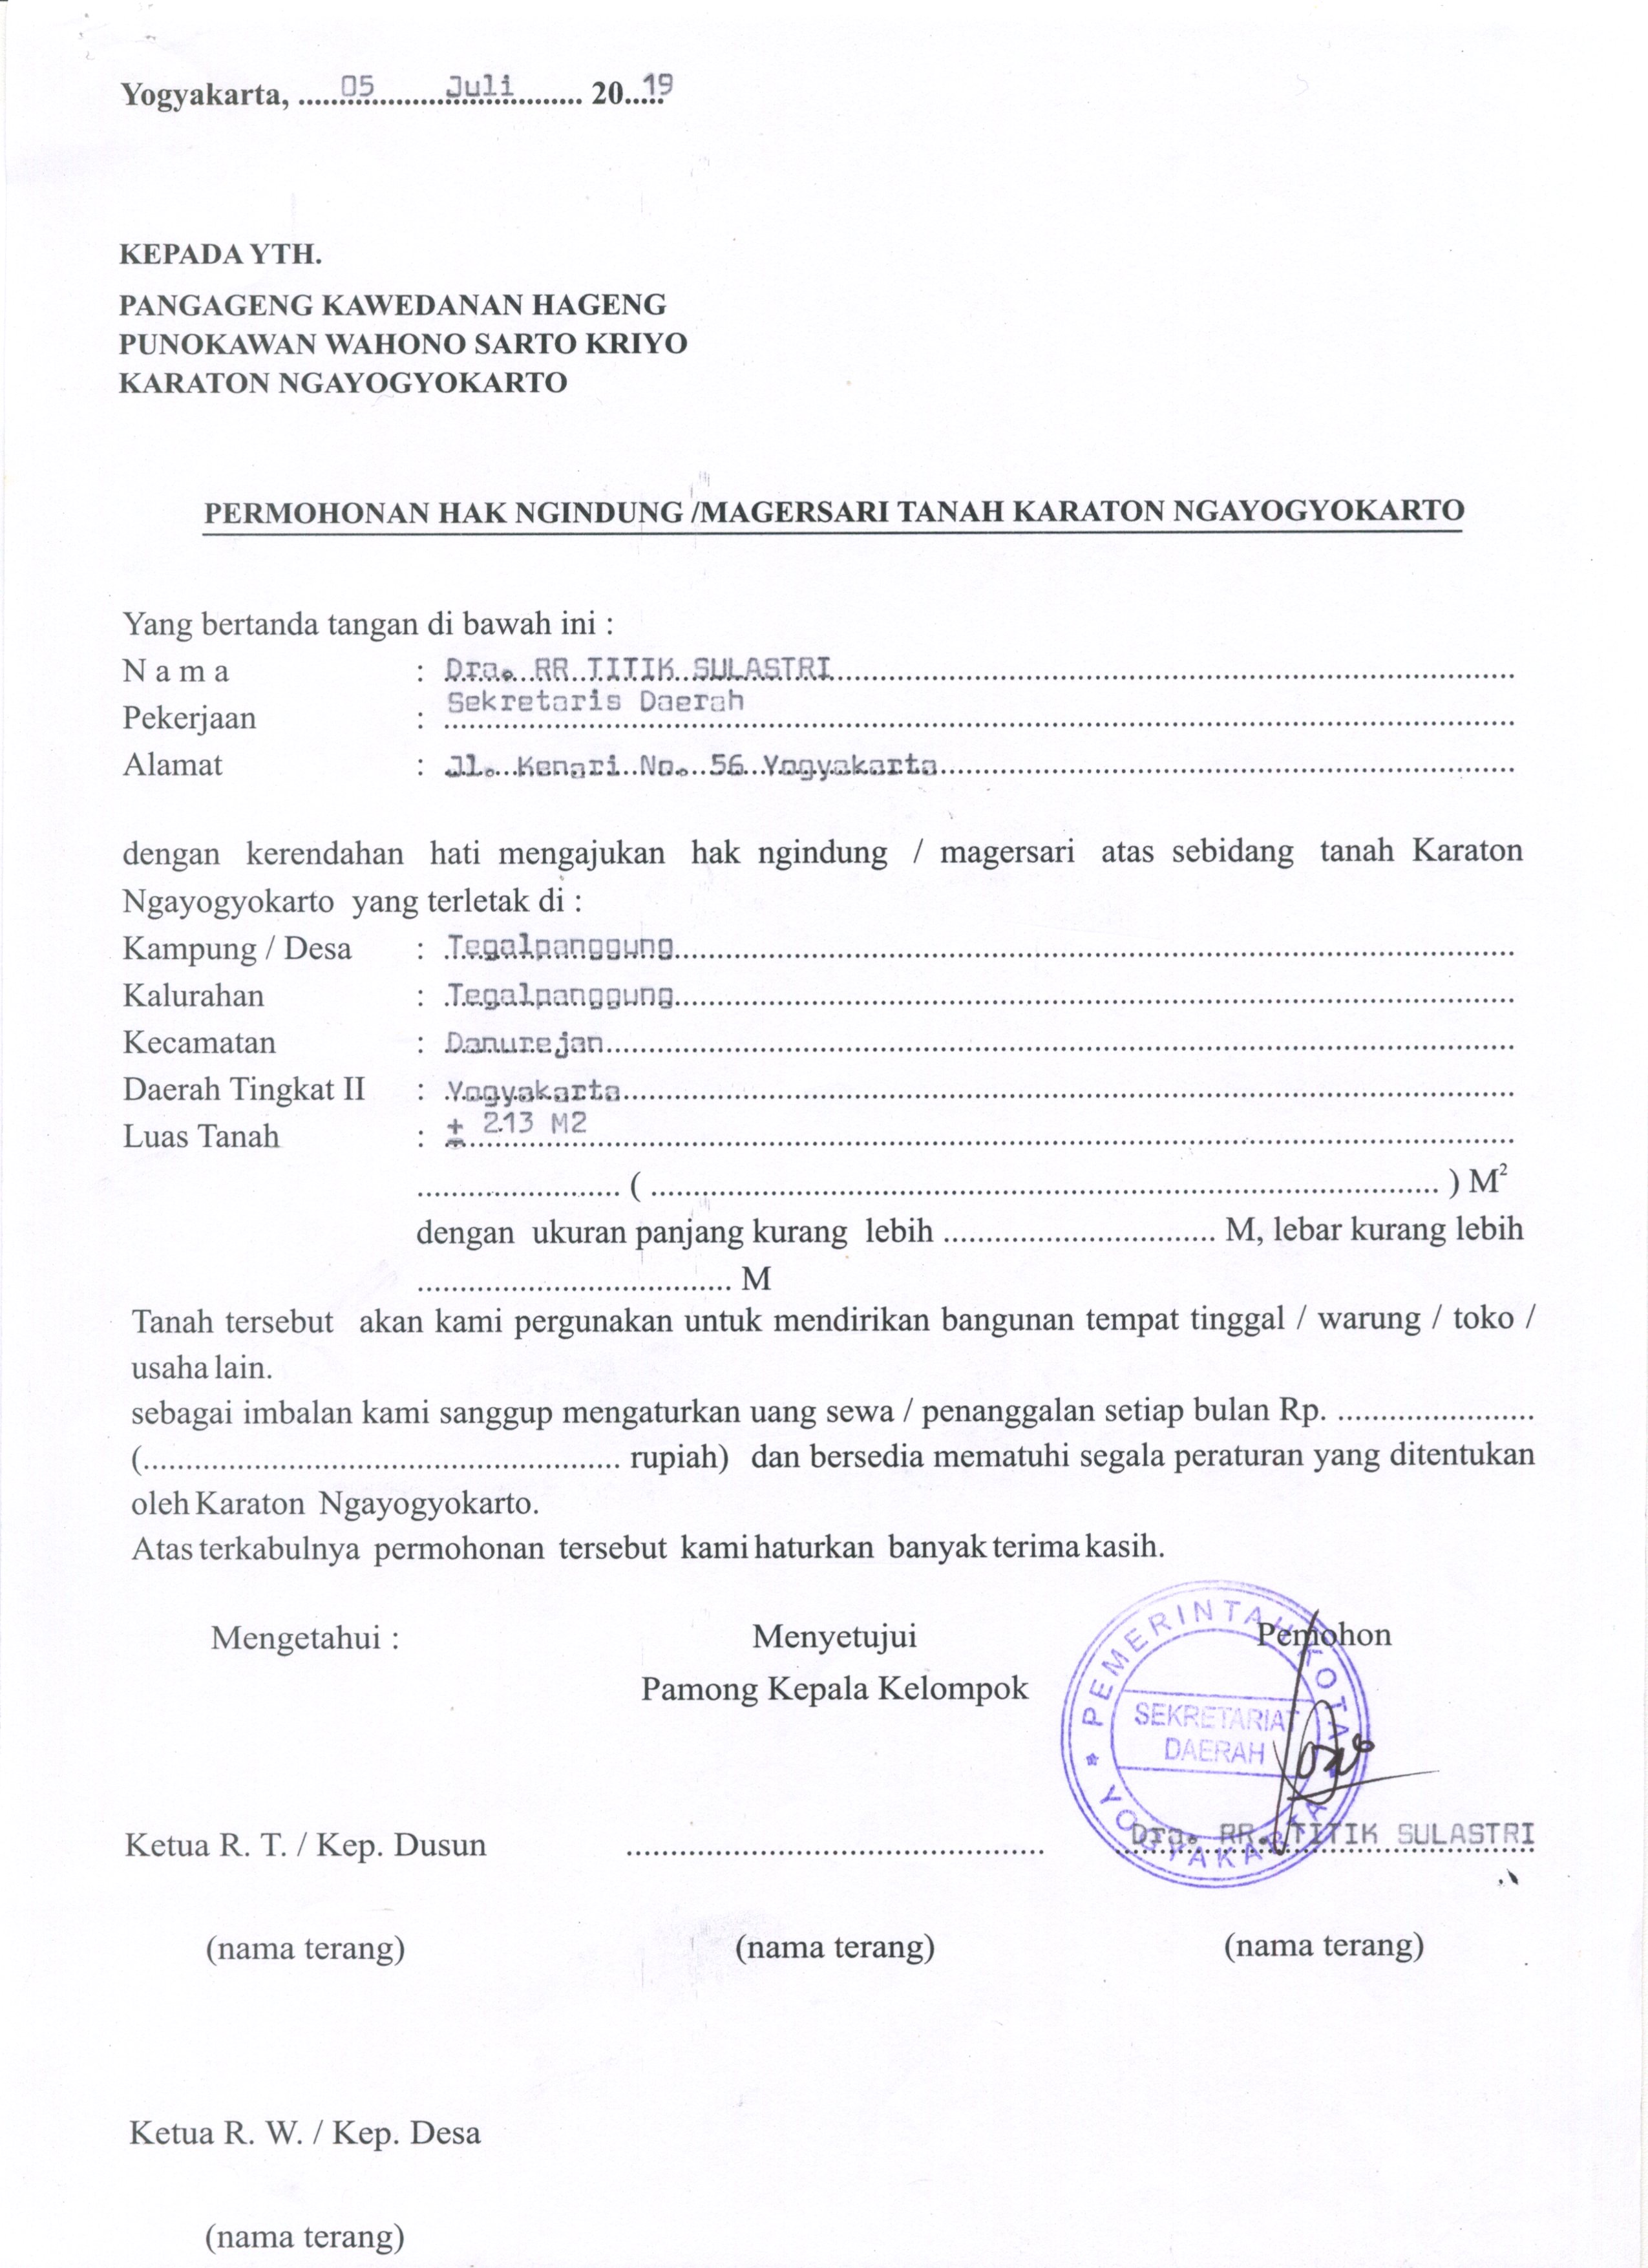 Yogyakarta, ......05......Juli.......... 20..19
KEPADA YTH.
PANGAGENG KAWEDANAN HAGENG
PUNOKAWAN WAHONO SARTO KRIYO
KARATON NGAYOGYOKARTO
PERMOHONAN HAK NGINDUNG /MAGERSARI TANAH KARATON NGAYOGYOKARTO
Yang bertanda tangan di bawah ini :
N a m a : Dra. RR TITIK SULASTRI
Pekerjaan : Sekretaris Daerah
Alamat : Jl. Kenari No. 56 Yogyakarta
dengan kerendahan hati mengajukan hak ngindung / magersari atas sebidang tanah Karaton
Ngayogyokarto yang terletak di :
Kampung / Desa : Tegalpanggung
Kalurahan : Tegalpanggung
Kecamatan : Danurejan
Daerah Tingkat II : Yogyakarta
Luas Tanah : ± 213 M2
........................ ( ............................................................ ) M²
dengan ukuran panjang kurang lebih ................................ M, lebar kurang lebih
..................................... M
Tanah tersebut akan kami pergunakan untuk mendirikan bangunan tempat tinggal / warung / toko /
usaha lain.
sebagai imbalan kami sanggup mengaturkan uang sewa / penanggalan setiap bulan Rp. .......................
(........................................................ rupiah) dan bersedia mematuhi segala peraturan yang ditentukan
oleh Karaton Ngayogyokarto.
Atas terkabulnya permohonan tersebut kami haturkan banyak terima kasih.
Mengetahui : Menyetujui Pemohon
Pamong Kepala Kelompok
PEMERINTAH KOTA
SEKRETARIAT
DAERAH
YOGYAKARTA
Ketua R. T. / Kep. Dusun ................................................. Dra. RR. TITIK SULASTRI
(nama terang) (nama terang) (nama terang)
Ketua R. W. / Kep. Desa
(nama terang)